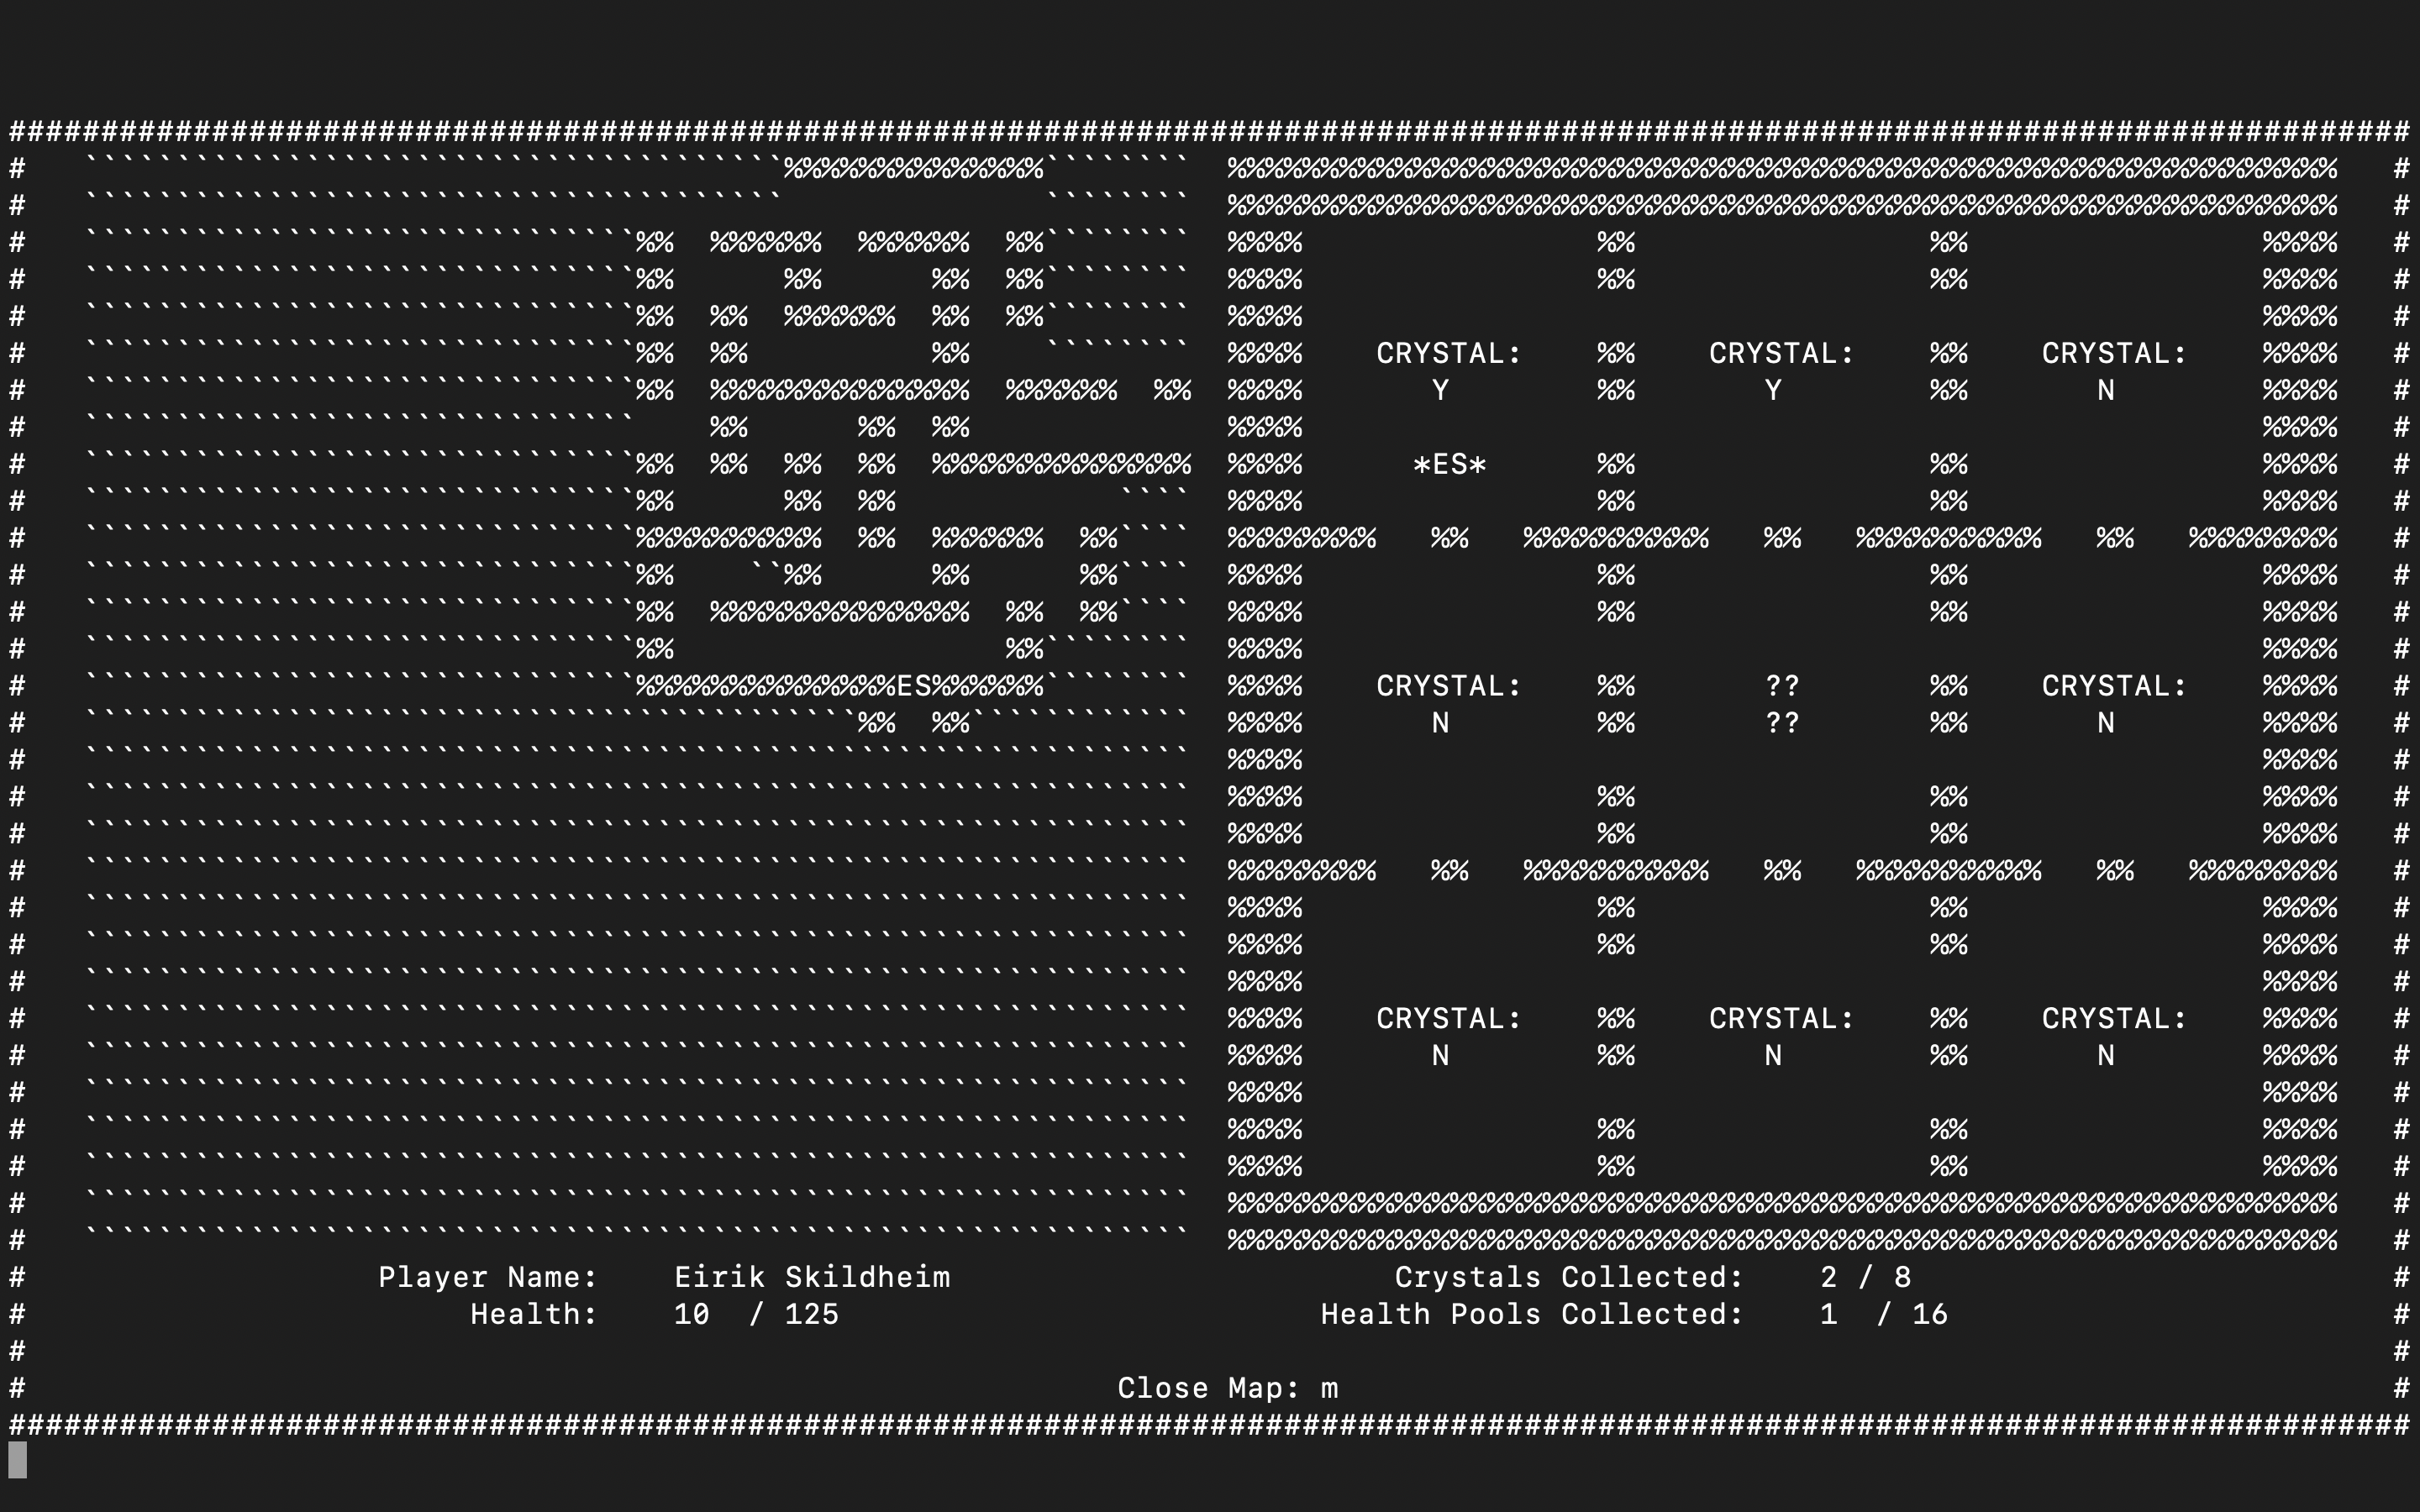 CRYSTAL: CRYSTAL: CRYSTAL:
Y Y N
*ES*
ES CRYSTAL: ?? CRYSTAL:
N ?? N
CRYSTAL: CRYSTAL: CRYSTAL:
N N N
Player Name: Eirik Skildheim Crystals Collected: 2 / 8
Health: 10 / 125 Health Pools Collected: 1 / 16
Close Map: m